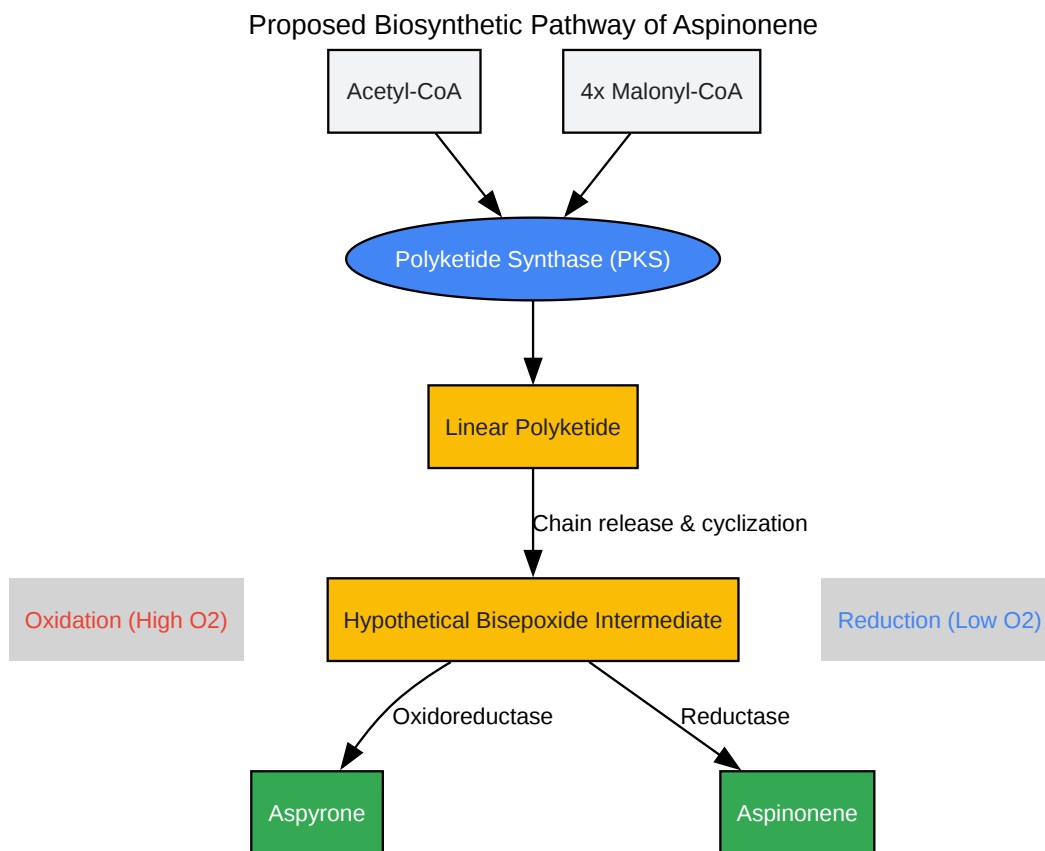 Proposed Biosynthetic Pathway of Aspinonene
Acetyl-CoA
4x Malonyl-CoA
Polyketide Synthase (PKS)
Linear Polyketide
Chain release & cyclization
Oxidation (High O2)
Hypothetical Bisepoxide Intermediate
Reduction (Low O2)
Oxidoreductase
Reductase
Aspyrone
Aspinonene